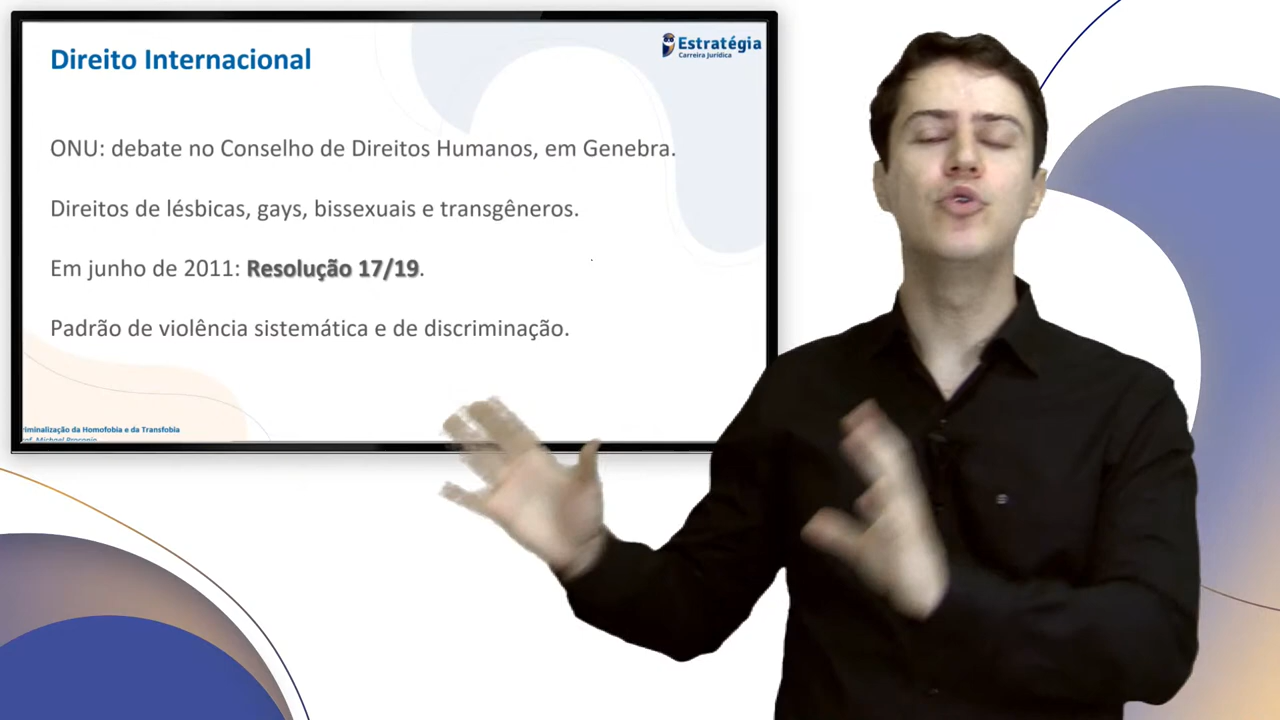 Direito Internacional
Estratégia
Carreira Jurídica
ONU: debate no Conselho de Direitos Humanos, em Genebra.
Direitos de lésbicas, gays, bissexuais e transgêneros.
Em junho de 2011: Resolução 17/19.
Padrão de violência sistemática e de discriminação.
riminalização da Homofobia e da Transfobia